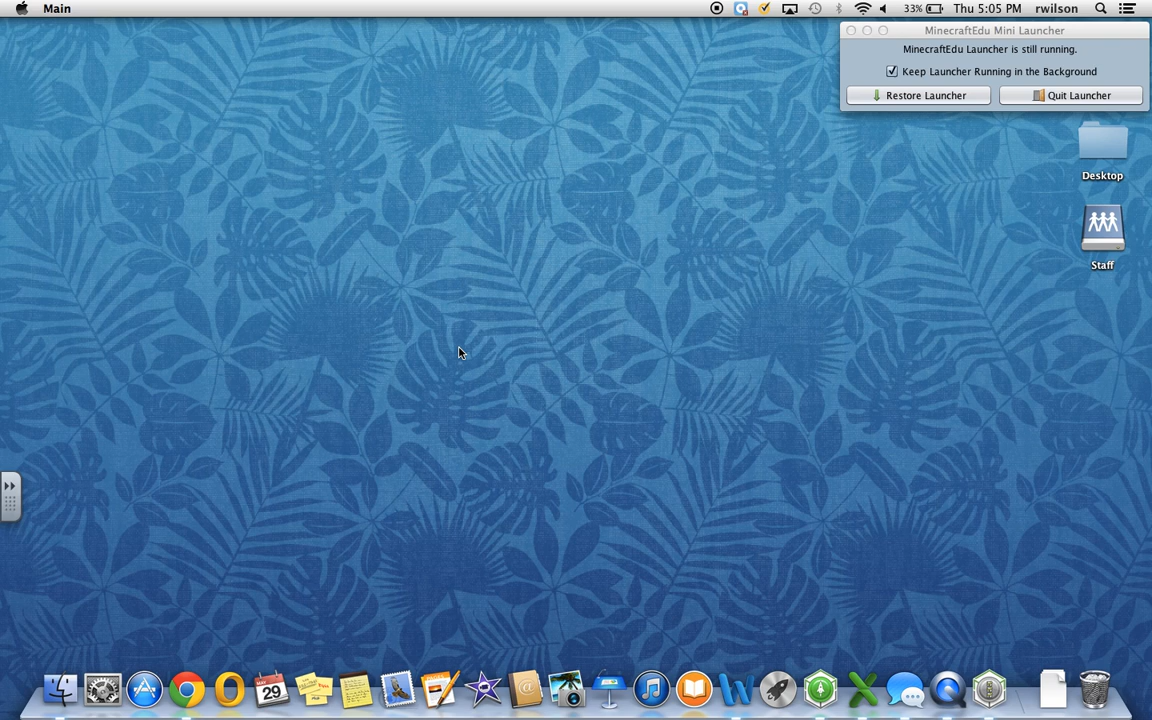 Main
33%
Thu 5:05 PM
rwilson
MinecraftEdu Mini Launcher
MinecraftEdu Launcher is still running.
Keep Launcher Running in the Background
Restore Launcher
Quit Launcher
Desktop
Staff
MAY
29